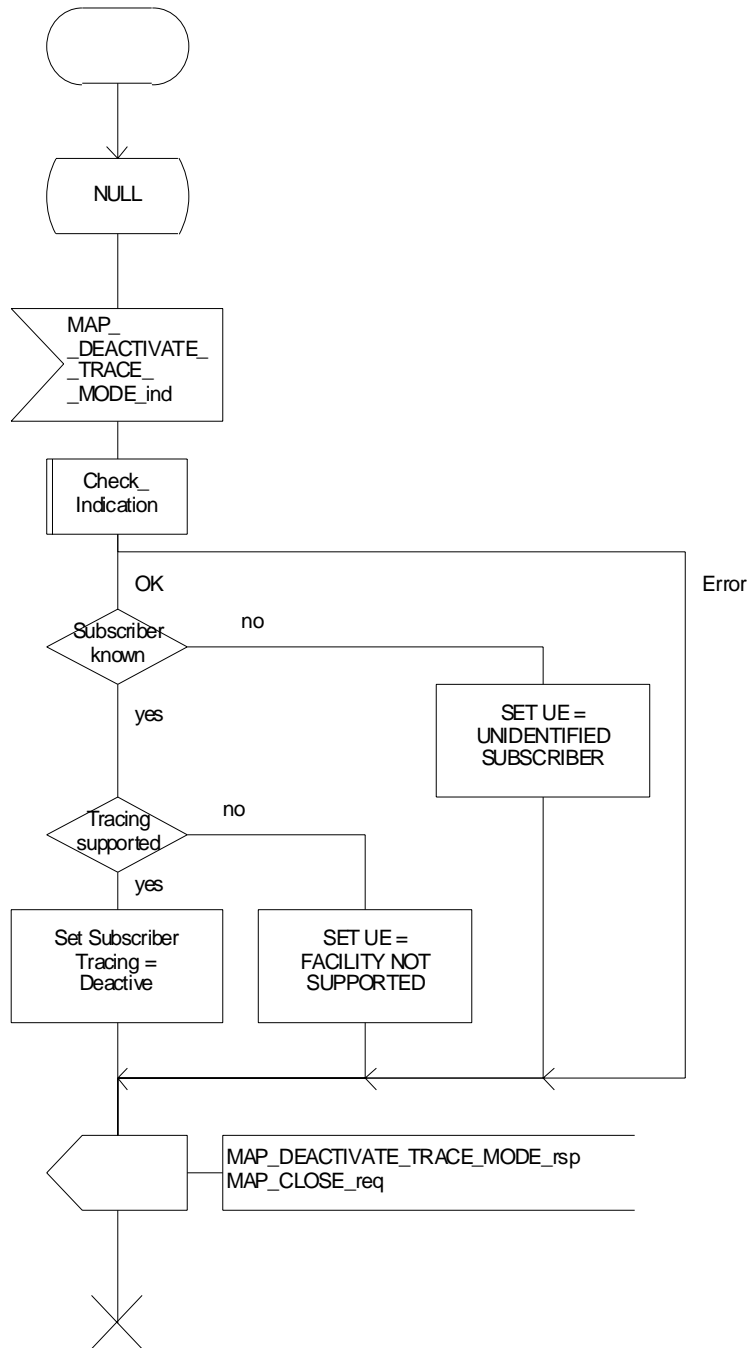 NULL
MAP_
_DEACTIVATE_
_TRACE_
_MODE_ind
Check_
Indication
OK
Error
Subscriber
known
no
yes
SET UE =
UNIDENTIFIED
SUBSCRIBER
Tracing
supported
no
yes
Set Subscriber
Tracing =
Deactive
SET UE =
FACILITY NOT
SUPPORTED
MAP_DEACTIVATE_TRACE_MODE_rsp
MAP_CLOSE_req